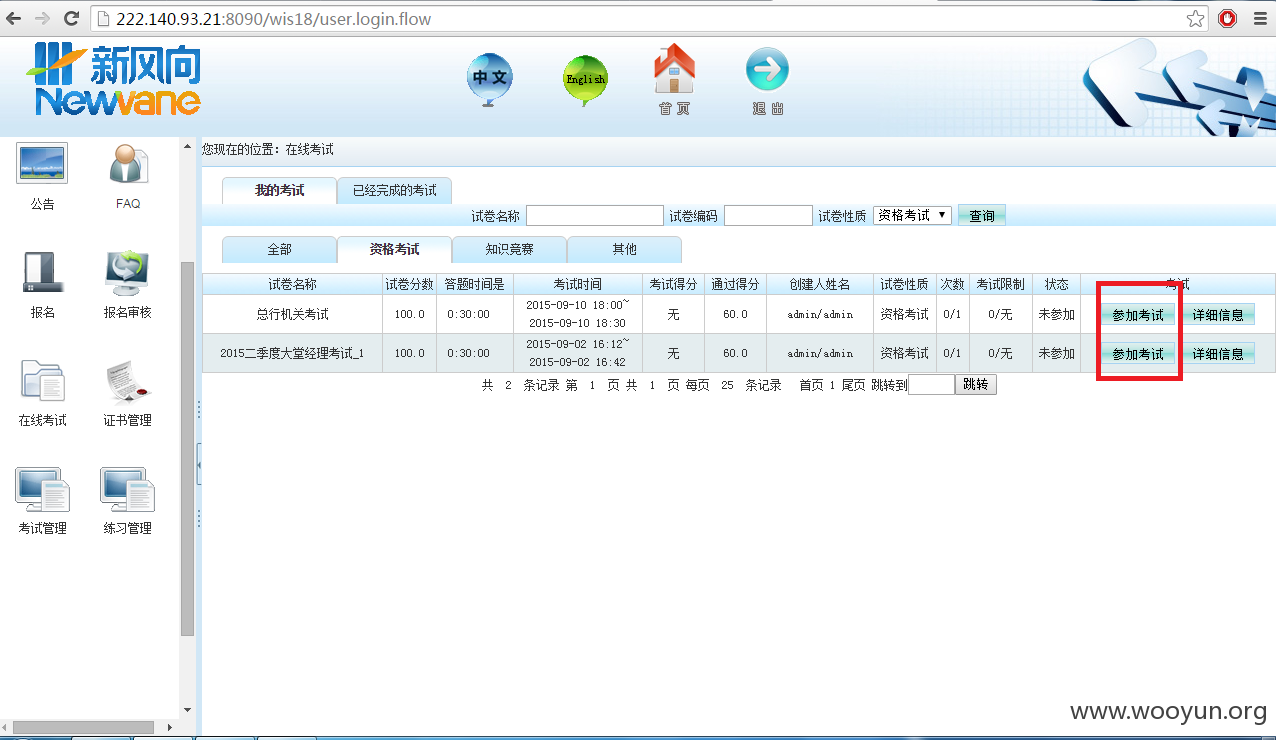 222.140.93.21:8090/wis18/user.login.flow
新风向
Newvane
中文
English
首页
退出
公告
FAQ
报名
报名审核
在线考试
证书管理
考试管理
练习管理
您现在的位置：在线考试
我的考试 已经完成的考试
试卷名称 试卷编码 试卷性质 资格考试 查询
全部 资格考试 知识竞赛 其他
试卷名称 试卷分数 答题时间是 考试时间 考试得分 通过得分 创建人姓名 试卷性质 次数 考试限制 状态 考试
总行机关考试 100.0 0:30:00 2015-09-10 18:00~ 2015-09-10 18:30 无 60.0 admin/admin 资格考试 0/1 0/无 未参加 参加考试 详细信息
2015二季度大堂经理考试_1 100.0 0:30:00 2015-09-02 16:12~ 2015-09-02 16:42 无 60.0 admin/admin 资格考试 0/1 0/无 未参加 参加考试 详细信息
共 2 条记录 第 1 页 共 1 页 每页 25 条记录 首页 1 尾页 跳转到 跳转
www.wooyun.org